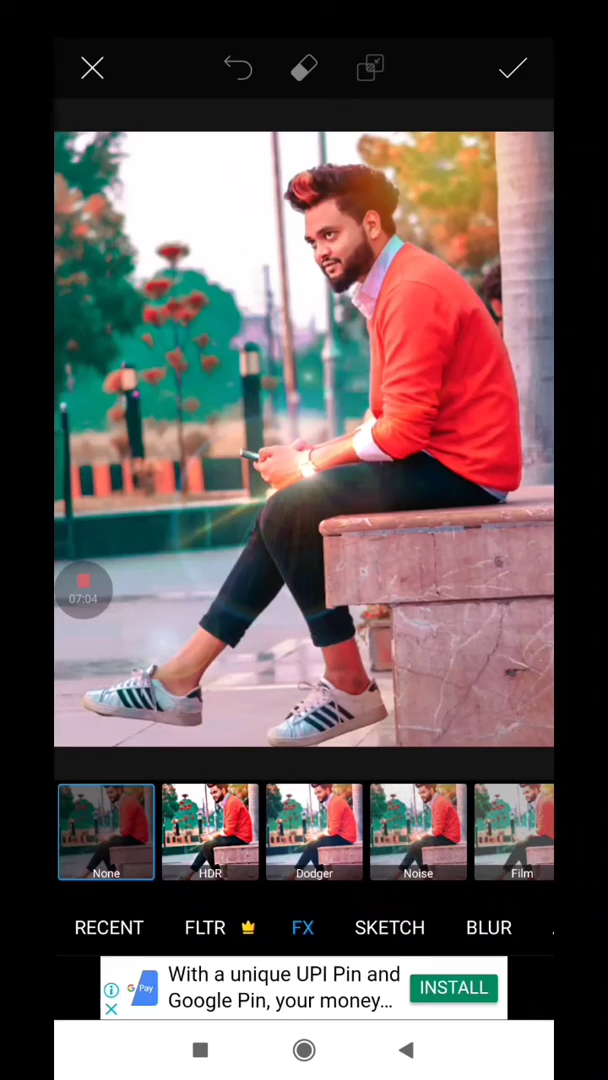 07:04
None
HDR
Dodger
Noise
Film
RECENT
FLTR
FX
SKETCH
BLUR
G Pay
With a unique UPI Pin and
Google Pin, your money...
INSTALL